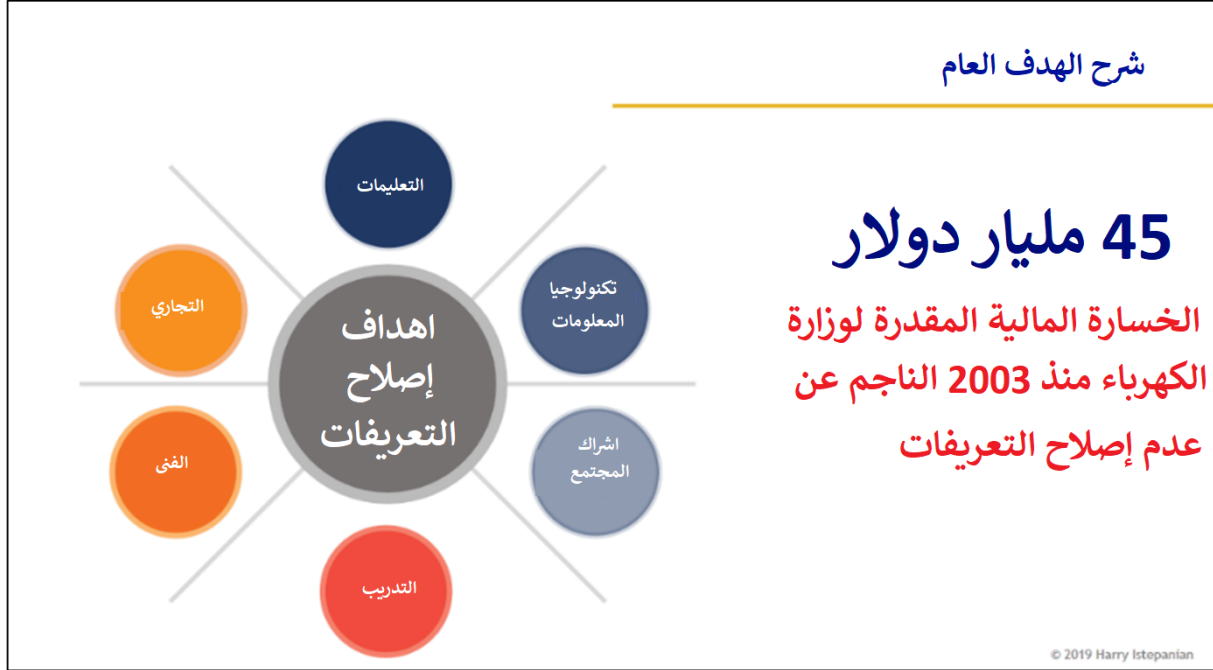 شرح الهدف العام
45 مليار دولار
الخسارة المالية المقدرة لوزارة
الكهرباء منذ 2003 الناجم عن
عدم إصلاح التعريفات
التعليمات
تكنولوجيا
المعلومات
اشراك
المجتمع
التدريب
الفنى
التجاري
اهداف
إصلاح
التعريفات
© 2019 Harry Istepanian